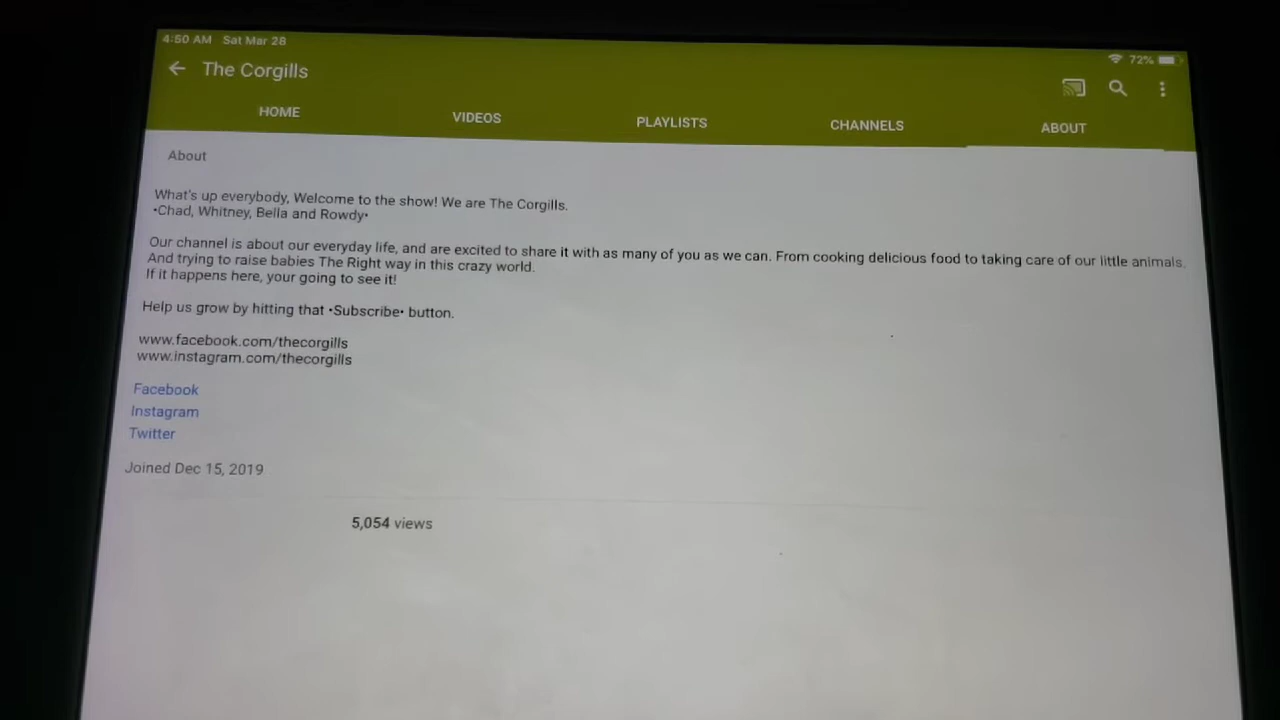 4:50 AM Sat Mar 28
72%
The Corgills
HOME VIDEOS PLAYLISTS CHANNELS ABOUT
About
What's up everybody, Welcome to the show! We are The Corgills.
•Chad, Whitney, Bella and Rowdy•
Our channel is about our everyday life, and are excited to share it with as many of you as we can. From cooking delicious food to taking care of our little animals.
And trying to raise babies The Right way in this crazy world.
If it happens here, your going to see it!
Help us grow by hitting that •Subscribe• button.
www.facebook.com/thecorgills
www.instagram.com/thecorgills
Facebook
Instagram
Twitter
Joined Dec 15, 2019
5,054 views